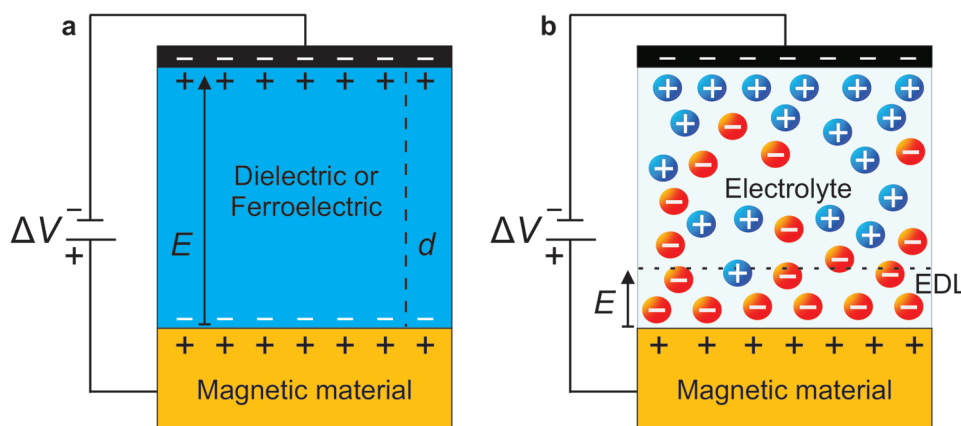 a
− − − − − − −
+ + + + + + +
Dielectric or
Ferroelectric
ΔV
−
+
E
d
− − − − − − −
+ + + + + + +
Magnetic material
b
− − − − − − −
+ + + + + + +
+ − + + −
+ − − +
Electrolyte
− +
+ + − + −
− −
ΔV
−
+
E
− + − −
EDL
− − − − − − −
+ + + + + + +
Magnetic material